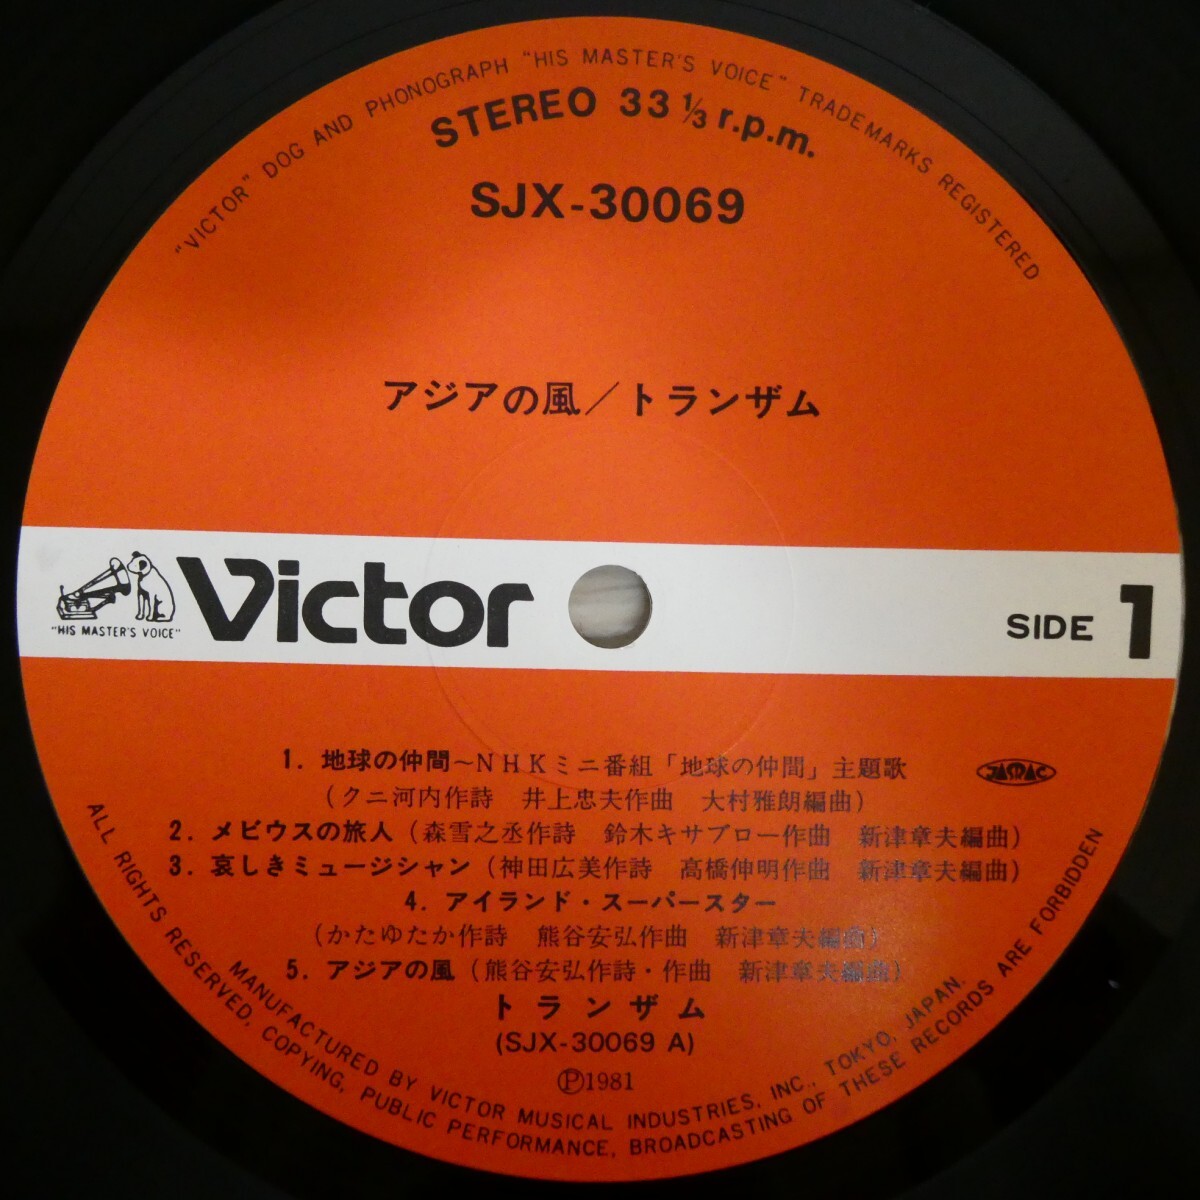 "VICTOR" DOG AND PHONOGRAPH "HIS MASTER'S VOICE" TRADEMARKS REGISTERED
STEREO 33 1/3 r.p.m.
SJX-30069
アジアの風／トランザム
"HIS MASTER'S VOICE"
Victor
SIDE 1
1. 地球の仲間～NHKミニ番組「地球の仲間」主題歌
JASRAC
(クニ河内作詩 井上忠夫作曲 大村雅朗編曲)
2. メビウスの旅人(森雪之丞作詩 鈴木キサブロー作曲 新津章夫編曲)
3. 哀しきミュージシャン(神田広美作詩 高橋伸明作曲 新津章夫編曲)
4. アイランド・スーパースター
(かたゆたか作詩 熊谷安弘作曲 新津章夫編曲)
5. アジアの風(熊谷安弘作詩・作曲 新津章夫編曲)
トランザム
(SJX-30069 A)
Ⓟ1981
MANUFACTURED BY VICTOR MUSICAL INDUSTRIES, INC., TOKYO, JAPAN.
ALL RIGHTS RESERVED, COPYING, PUBLIC PERFORMANCE, BROADCASTING OF THESE RECORDS ARE FORBIDDEN